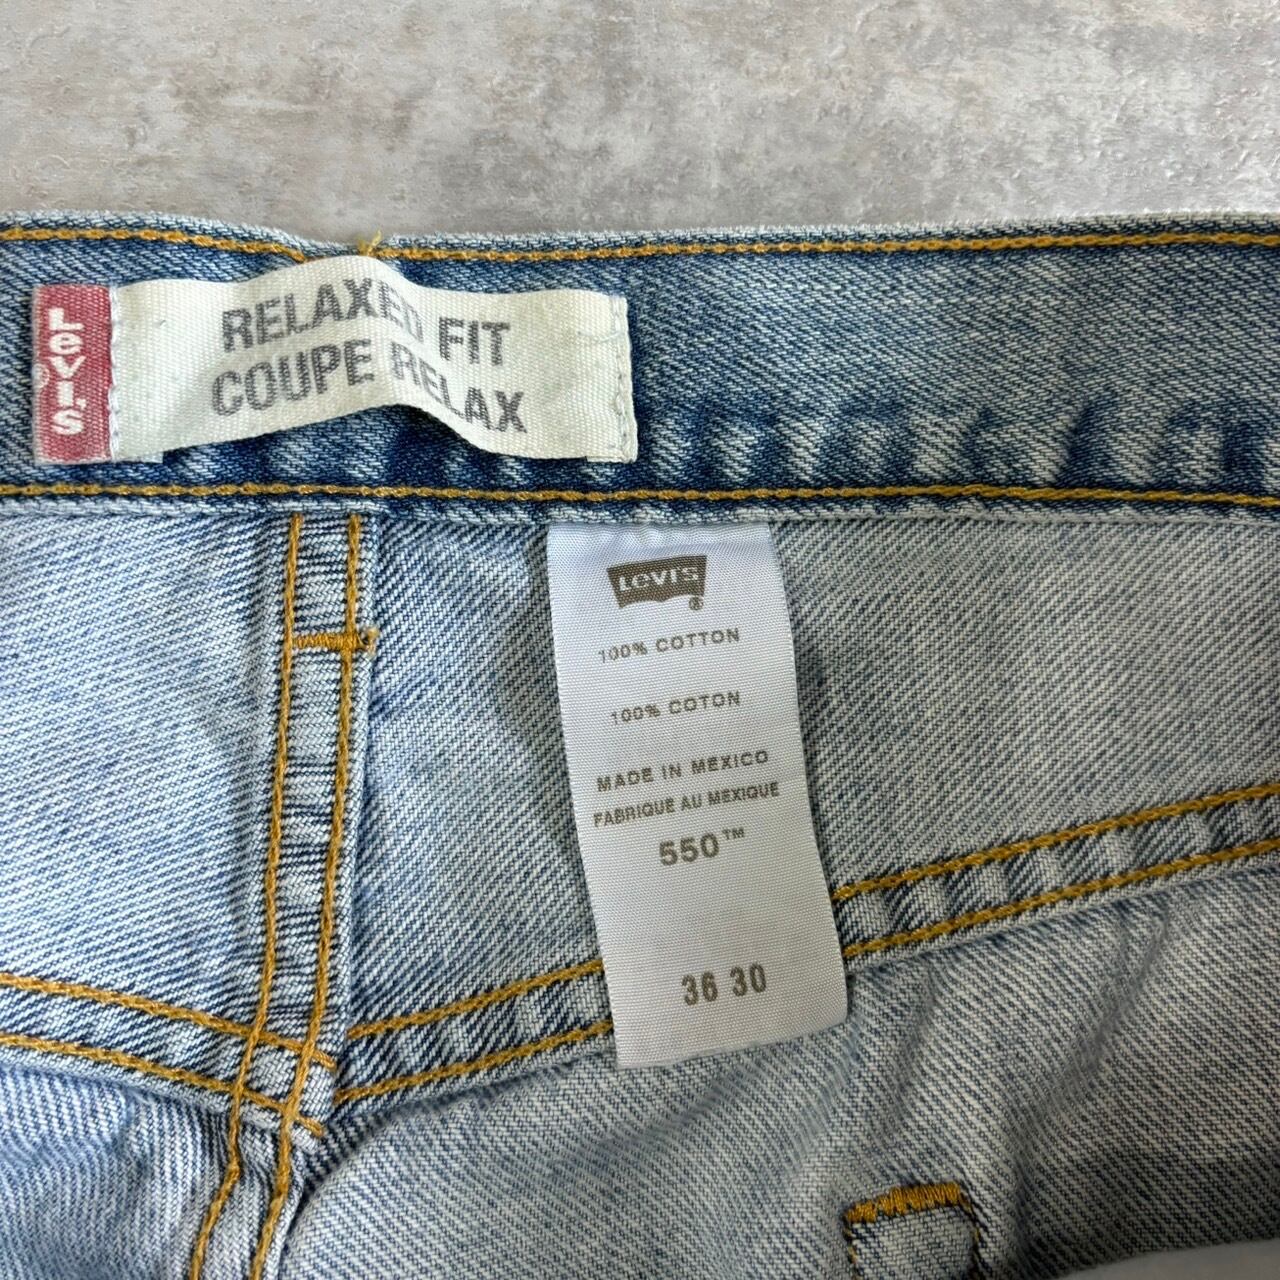 Levi's
RELAXED FIT
COUPE RELAX
LEVI'S
®
100% COTTON
100% COTON
MADE IN MEXICO
FABRIQUE AU MEXIQUE
550™
36 30